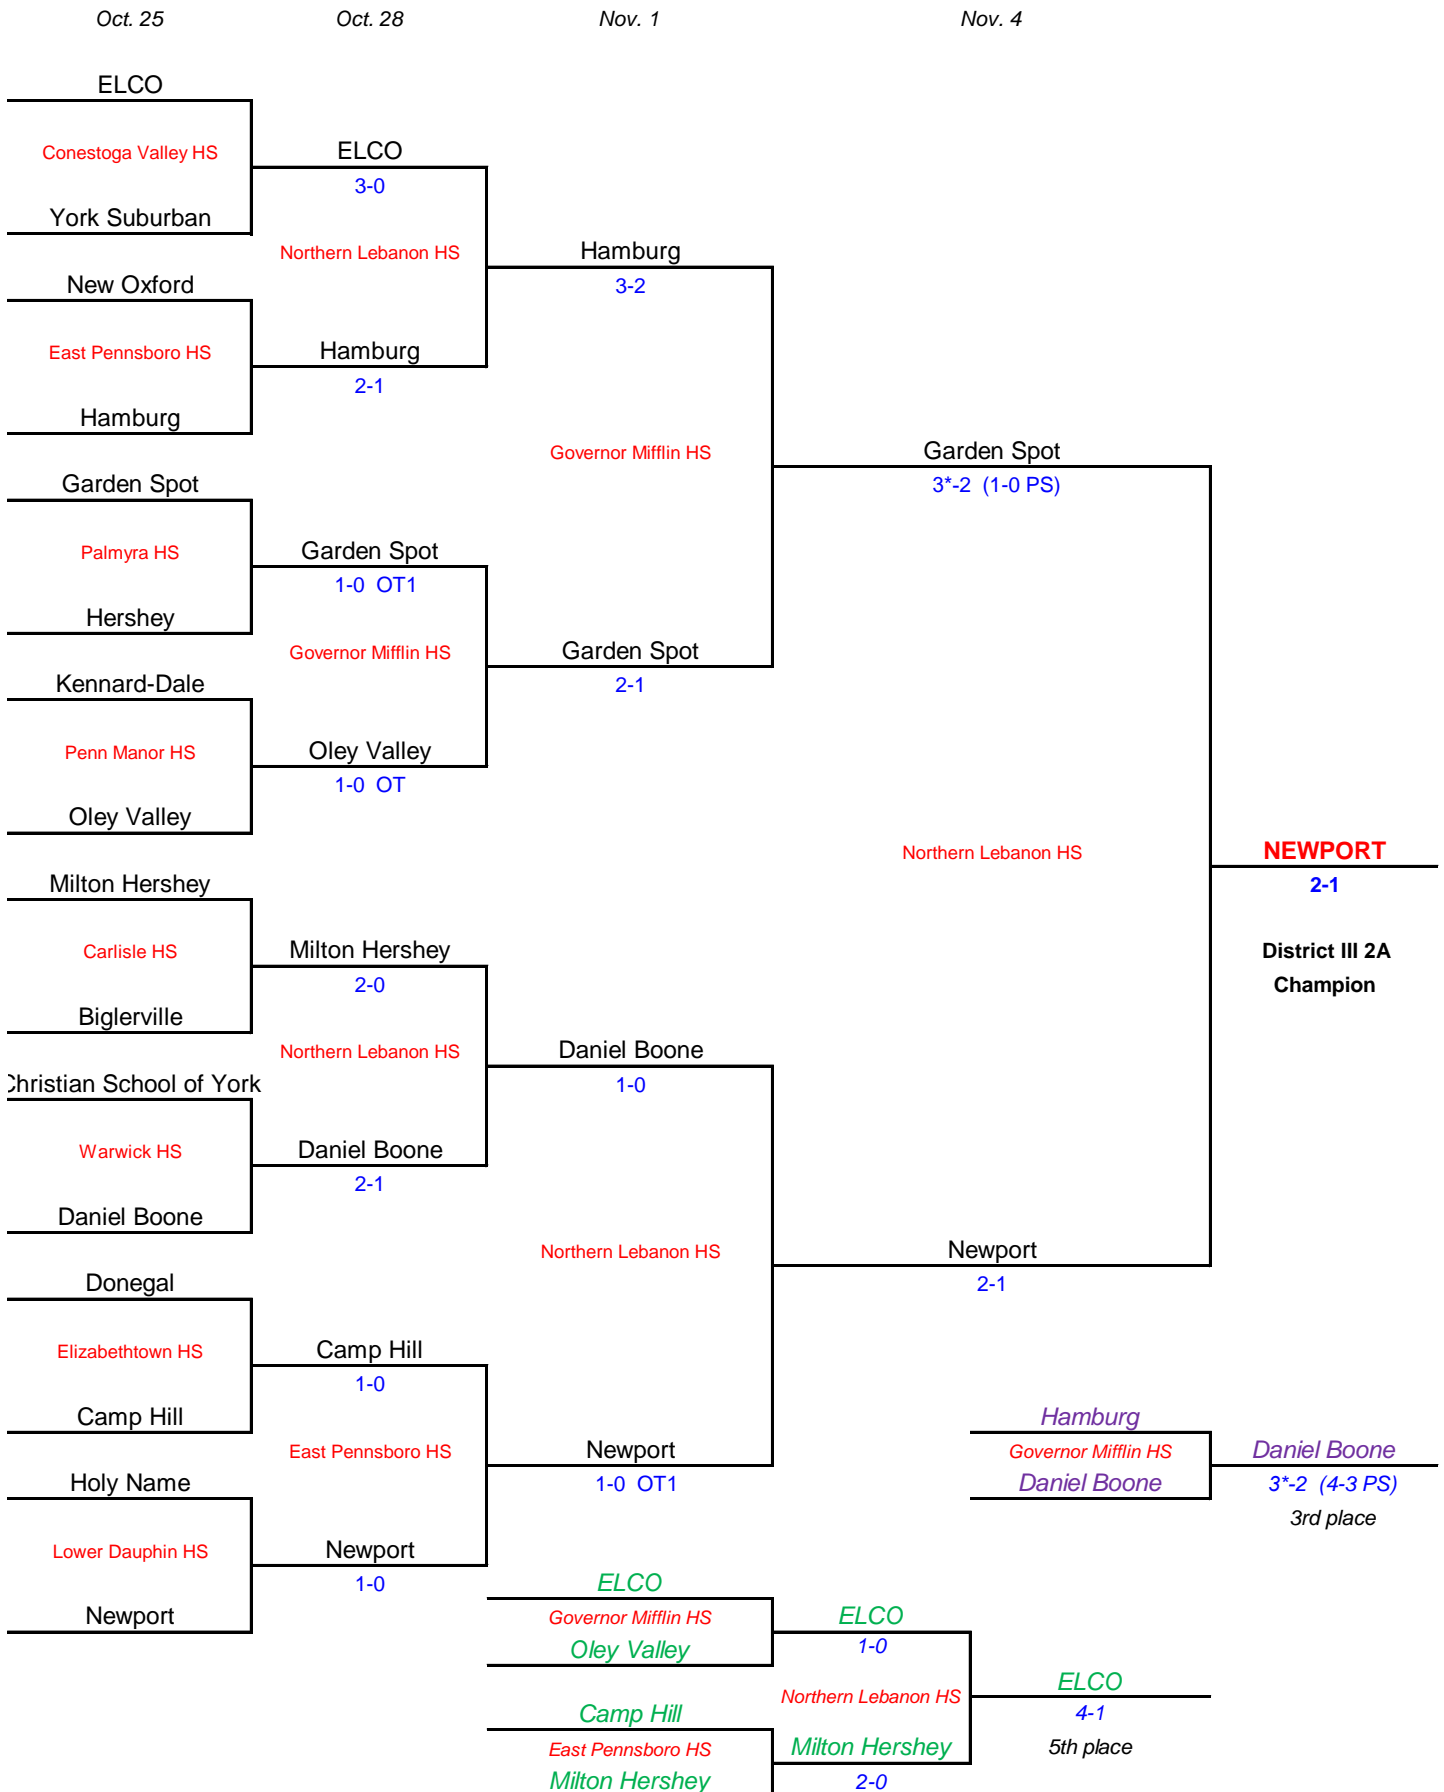 Oct. 25 Oct. 28 Nov. 1 Nov. 4
ELCO
Conestoga Valley HS
York Suburban
ELCO
3-0
Northern Lebanon HS
New Oxford
East Pennsboro HS
Hamburg
Hamburg
2-1
Hamburg
3-2
Governor Mifflin HS
Garden Spot
Palmyra HS
Hershey
Garden Spot
1-0 OT1
Governor Mifflin HS
Kennard-Dale
Penn Manor HS
Oley Valley
Oley Valley
1-0 OT
Garden Spot
2-1
Garden Spot
3*-2 (1-0 PS)
Northern Lebanon HS
NEWPORT
2-1
District III 2A
Champion
Milton Hershey
Carlisle HS
Biglerville
Milton Hershey
2-0
Northern Lebanon HS
Christian School of York
Warwick HS
Daniel Boone
Daniel Boone
2-1
Daniel Boone
1-0
Northern Lebanon HS
Newport
2-1
Donegal
Elizabethtown HS
Camp Hill
Camp Hill
1-0
East Pennsboro HS
Holy Name
Lower Dauphin HS
Newport
Newport
1-0
Newport
1-0 OT1
Hamburg
Governor Mifflin HS
Daniel Boone
Daniel Boone
3*-2 (4-3 PS)
3rd place
ELCO
Governor Mifflin HS
Oley Valley
ELCO
1-0
Northern Lebanon HS
Camp Hill
East Pennsboro HS
Milton Hershey
Milton Hershey
2-0
ELCO
4-1
5th place